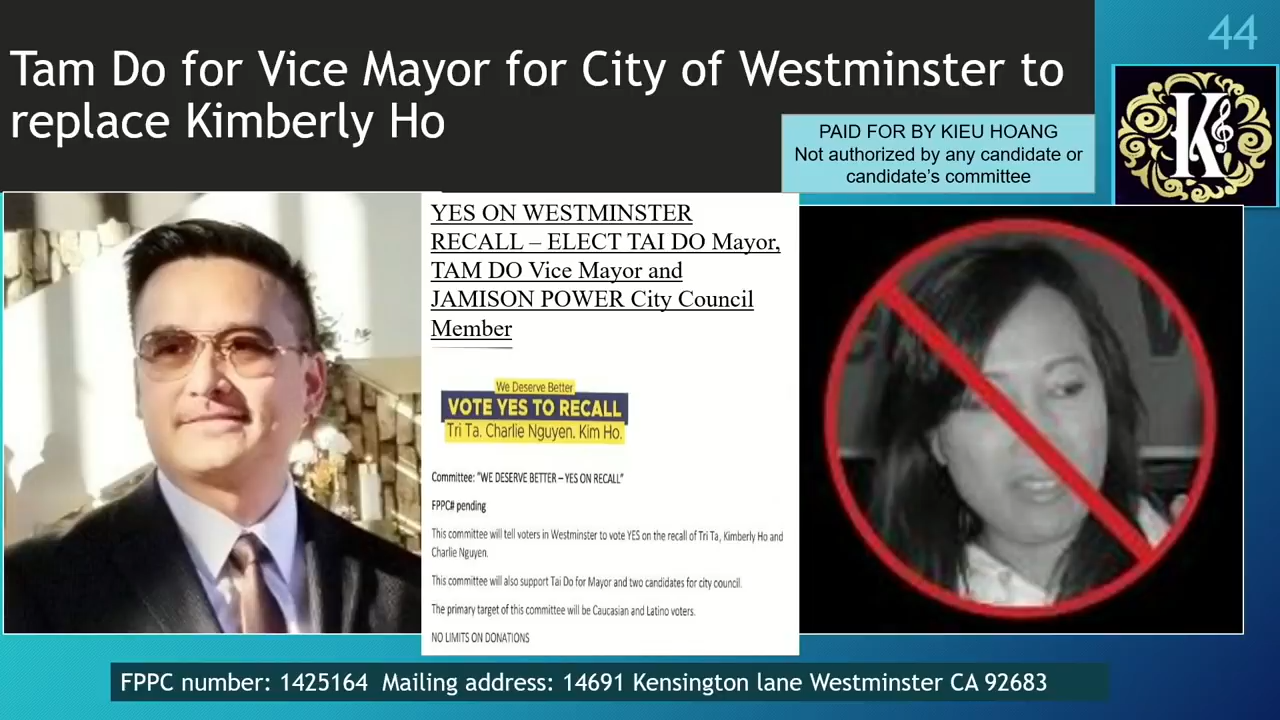 44
Tam Do for Vice Mayor for City of Westminster to
replace Kimberly Ho
PAID FOR BY KIEU HOANG
Not authorized by any candidate or
candidate's committee
K
YES ON WESTMINSTER
RECALL – ELECT TAI DO Mayor,
TAM DO Vice Mayor and
JAMISON POWER City Council
Member
We Deserve Better
VOTE YES TO RECALL
Tri Ta. Charlie Nguyen. Kim Ho.
Committee: "WE DESERVE BETTER – YES ON RECALL"
FPPC# pending
This committee will tell voters in Westminster to vote YES on the recall of Tri Ta, Kimberly Ho and
Charlie Nguyen.
This committee will also support Tai Do for Mayor and two candidates for city council.
The primary target of this committee will be Caucasian and Latino voters.
NO LIMITS ON DONATIONS
FPPC number: 1425164 Mailing address: 14691 Kensington lane Westminster CA 92683